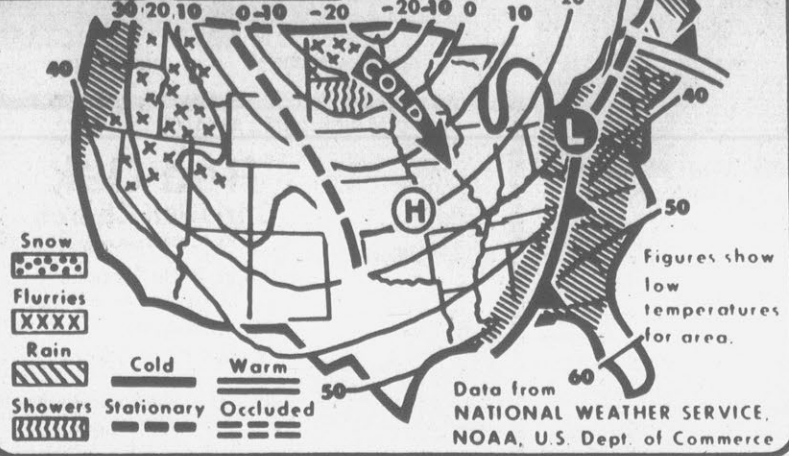 30 20 10 0 -10 -20 -20 -10 0 10 20
40
COLD
40
L
H
50
Snow
Flurries
XXXX
Rain
Showers
Cold
Warm
Stationary
Occluded
50
60
Figures show
low
temperatures
for area.
Data from
NATIONAL WEATHER SERVICE,
NOAA, U.S. Dept. of Commerce